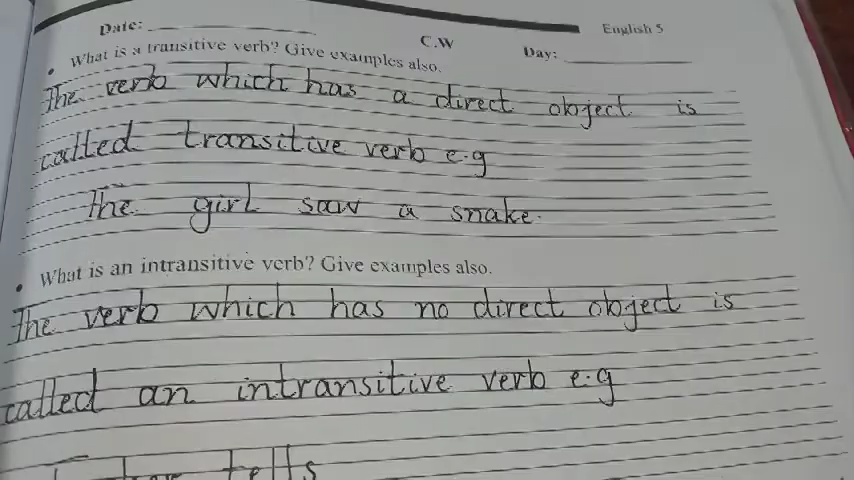 Date: C.W English 5
Day:
• What is a transitive verb? Give examples also.
The verb which has a direct object is
called transitive verb e.g
The girl saw a snake.
• What is an intransitive verb? Give examples also.
The verb which has no direct object is
called an intransitive verb e.g
tells